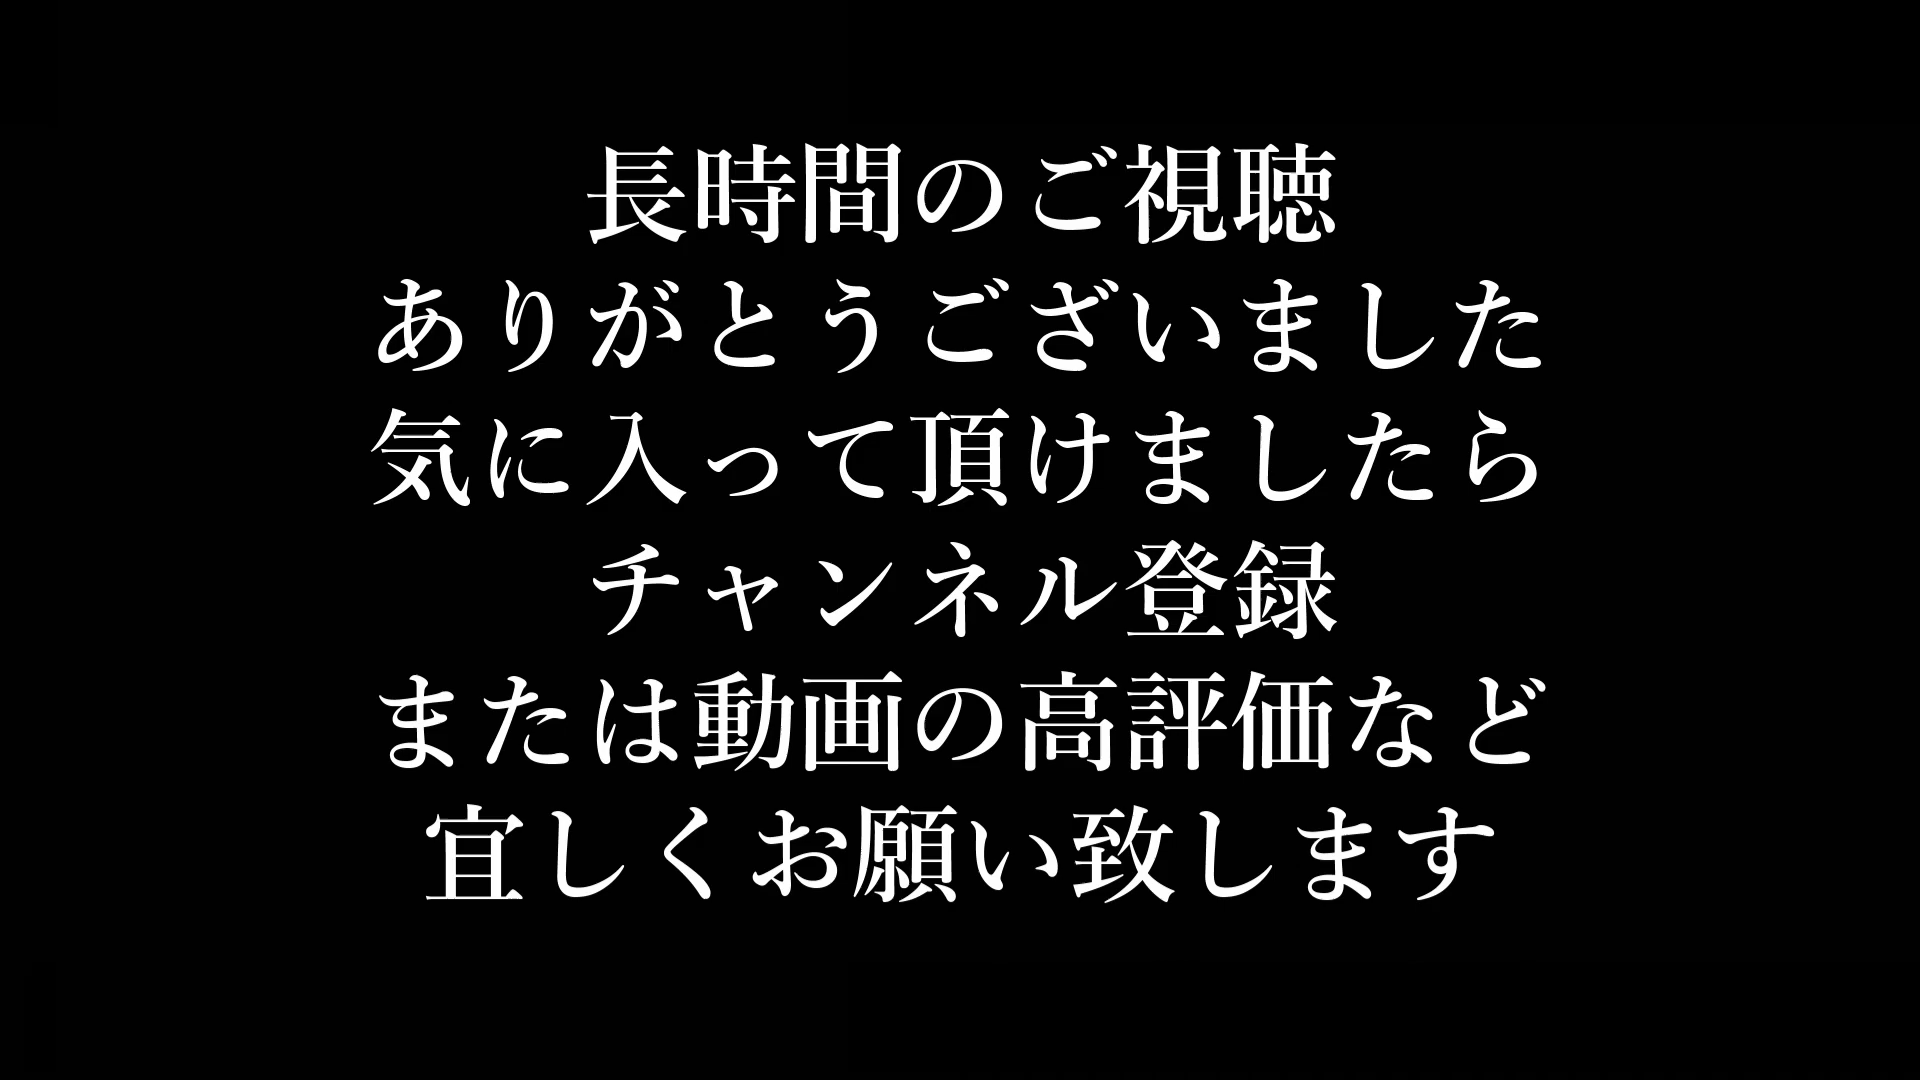 長時間のご視聴
ありがとうございました
気に入って頂けましたら
チャンネル登録
または動画の高評価など
宜しくお願い致します